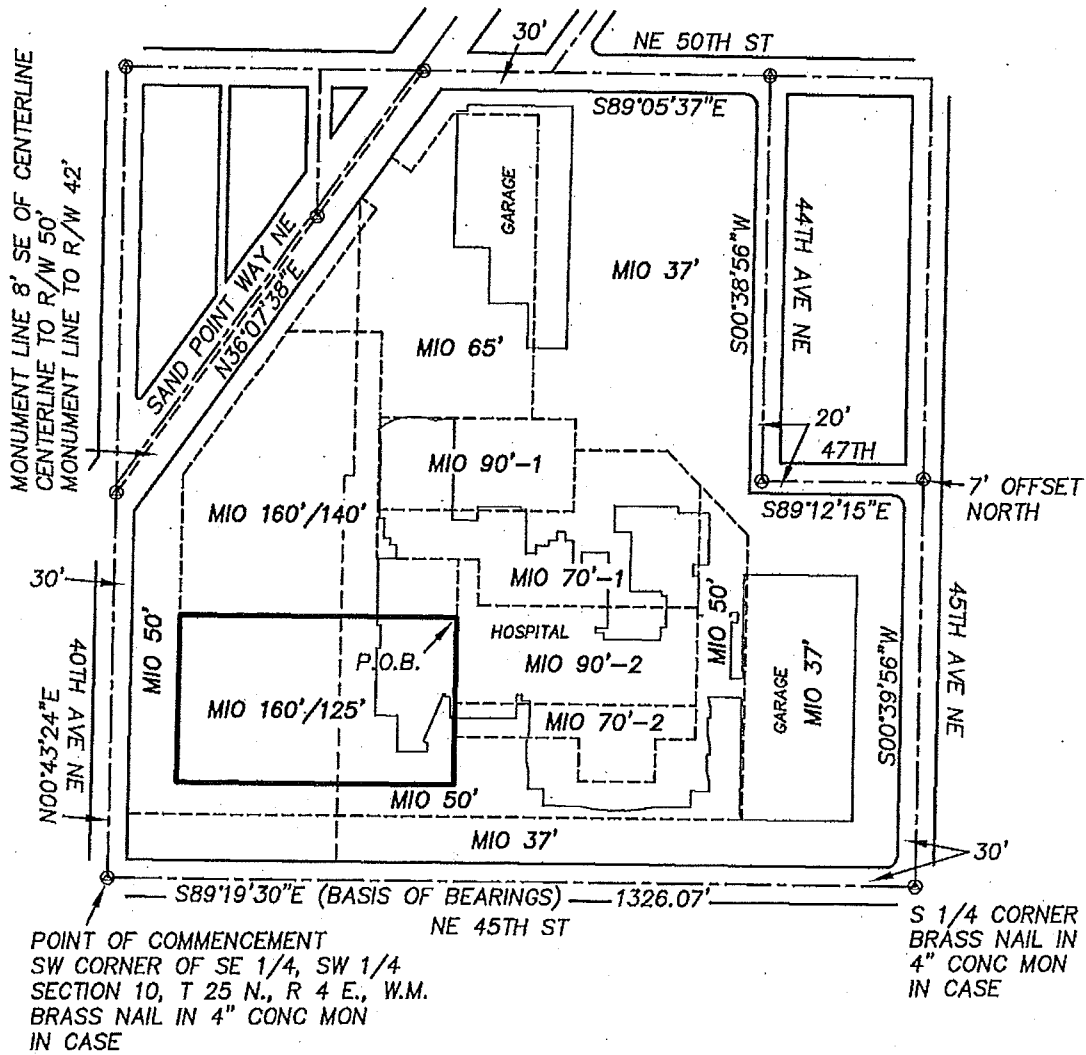 30'
NE 50TH ST
S89°05'37"E
MONUMENT LINE 8' SE OF CENTERLINE
CENTERLINE TO R/W 50'
MONUMENT LINE TO R/W 42'
SAND POINT WAY NE
N36°07'38"E
GARAGE
MIO 37'
S00°38'56"W
44TH AVE NE
MIO 65'
20'
47TH
MIO 90'-1
7' OFFSET
NORTH
S89°12'15"E
MIO 160'/140'
30'
MIO 70'-1
MIO 50'
MIO 50'
HOSPITAL
P.O.B.
MIO 90'-2
GARAGE
MIO 37'
S00°39'56"W
45TH AVE NE
40TH AVE NE
N00°43'24"E
MIO 160'/125'
MIO 70'-2
MIO 50'
MIO 37'
30'
S89°19'30"E (BASIS OF BEARINGS) 1326.07'
NE 45TH ST
POINT OF COMMENCEMENT
SW CORNER OF SE 1/4, SW 1/4
SECTION 10, T 25 N., R 4 E., W.M.
BRASS NAIL IN 4" CONC MON
IN CASE
S 1/4 CORNER
BRASS NAIL IN
4" CONC MON
IN CASE